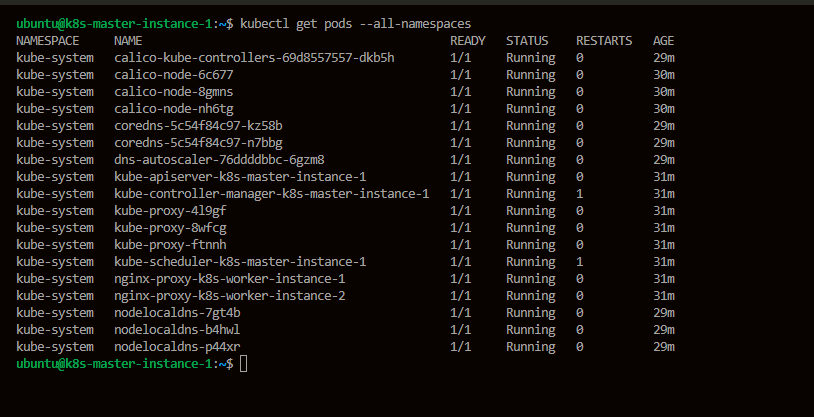 ubuntu@k8s-master-instance-1:~$ kubectl get pods --all-namespaces
NAMESPACE NAME READY STATUS RESTARTS AGE
kube-system calico-kube-controllers-69d8557557-dkb5h 1/1 Running 0 29m
kube-system calico-node-6c677 1/1 Running 0 30m
kube-system calico-node-8gmns 1/1 Running 0 30m
kube-system calico-node-nh6tg 1/1 Running 0 30m
kube-system coredns-5c54f84c97-kz58b 1/1 Running 0 29m
kube-system coredns-5c54f84c97-n7bbg 1/1 Running 0 29m
kube-system dns-autoscaler-76ddddbbc-6gzm8 1/1 Running 0 29m
kube-system kube-apiserver-k8s-master-instance-1 1/1 Running 0 31m
kube-system kube-controller-manager-k8s-master-instance-1 1/1 Running 1 31m
kube-system kube-proxy-4l9gf 1/1 Running 0 31m
kube-system kube-proxy-8wfcg 1/1 Running 0 31m
kube-system kube-proxy-ftnnh 1/1 Running 0 31m
kube-system kube-scheduler-k8s-master-instance-1 1/1 Running 1 31m
kube-system nginx-proxy-k8s-worker-instance-1 1/1 Running 0 31m
kube-system nginx-proxy-k8s-worker-instance-2 1/1 Running 0 31m
kube-system nodelocaldns-7gt4b 1/1 Running 0 29m
kube-system nodelocaldns-b4hwl 1/1 Running 0 29m
kube-system nodelocaldns-p44xr 1/1 Running 0 29m
ubuntu@k8s-master-instance-1:~$